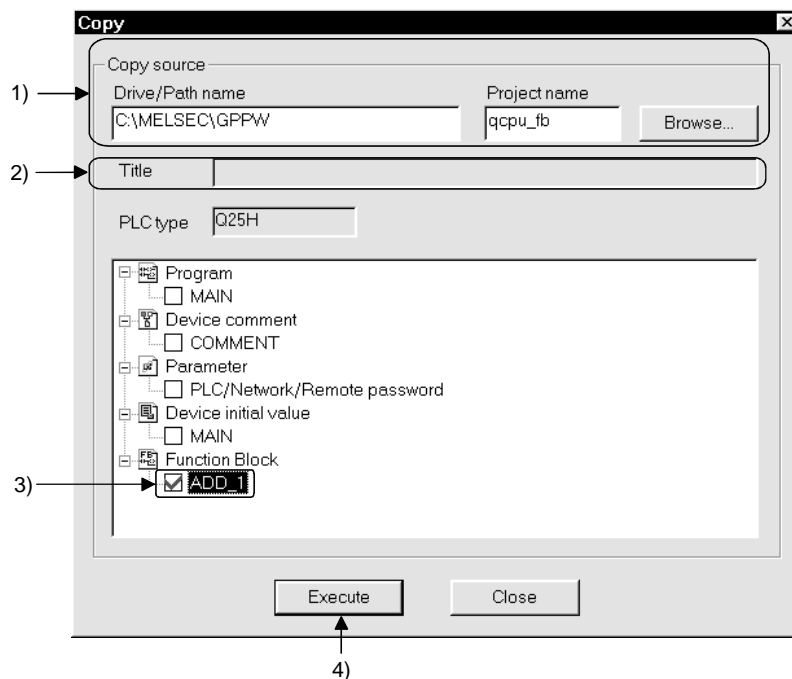 Copy
Copy source
1)
Drive/Path name Project name
C:\MELSEC\GPPW qcpu_fb Browse...
2)
Title
PLC type Q25H
Program
MAIN
Device comment
COMMENT
Parameter
PLC/Network/Remote password
Device initial value
MAIN
FB
Function Block
3)
ADD_1
Execute Close
4)